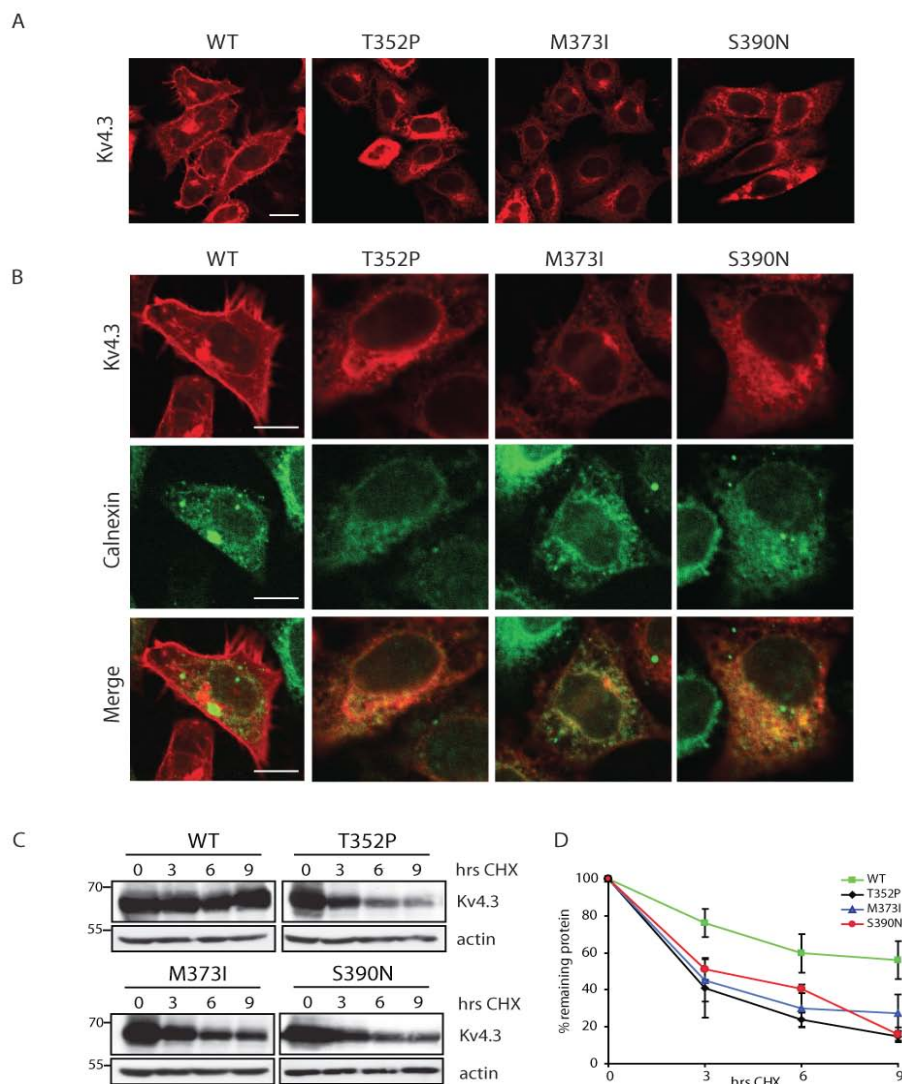 A
WT T352P M373I S390N
Kv4.3
B
WT T352P M373I S390N
Kv4.3
Calnexin
Merge
C
WT T352P
0 3 6 9 0 3 6 9 hrs CHX
70
Kv4.3
55
actin
M373I S390N
0 3 6 9 0 3 6 9 hrs CHX
70
Kv4.3
55
actin
D
100
80
60
40
20
0
% remaining protein
WT
T352P
M373I
S390N
0 3 6 9
hrs CHX